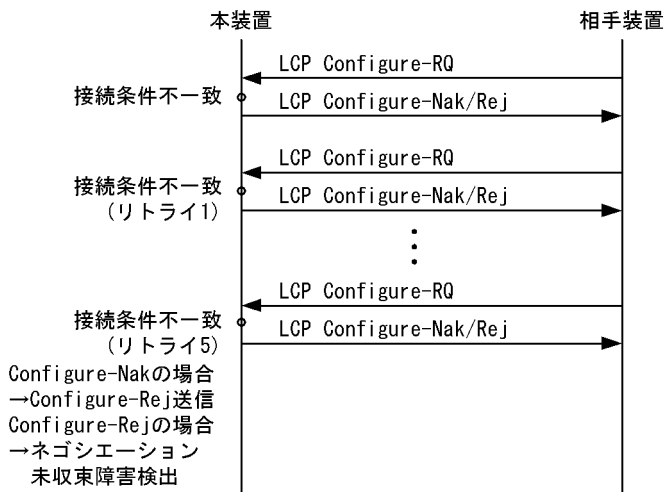 本装置
相手装置
LCP Configure-RQ
接続条件不一致
LCP Configure-Nak/Rej
LCP Configure-RQ
接続条件不一致
(リトライ1)
LCP Configure-Nak/Rej
LCP Configure-RQ
接続条件不一致
(リトライ5)
LCP Configure-Nak/Rej
Configure-Nakの場合
→Configure-Rej送信
Configure-Rejの場合
→ネゴシエーション
未収束障害検出